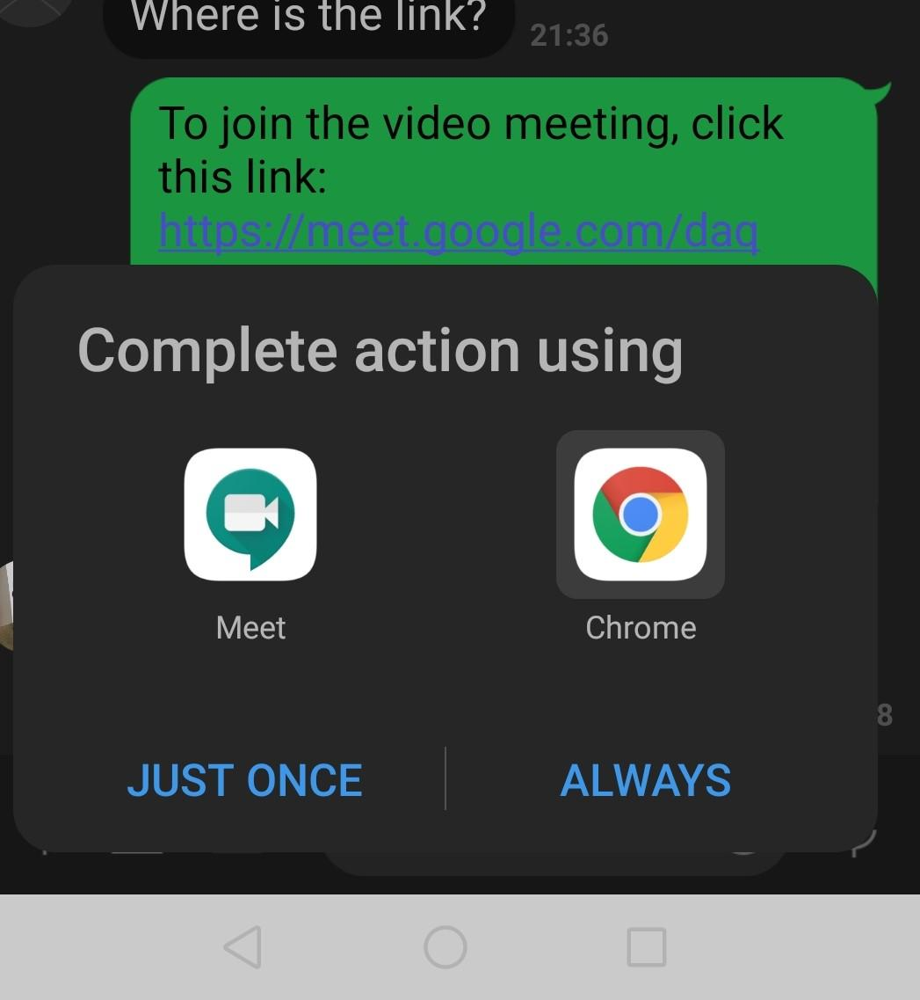 Where is the link?
21:36
To join the video meeting, click
this link:
https://meet.google.com/daq
Complete action using
Meet
Chrome
8
JUST ONCE
ALWAYS